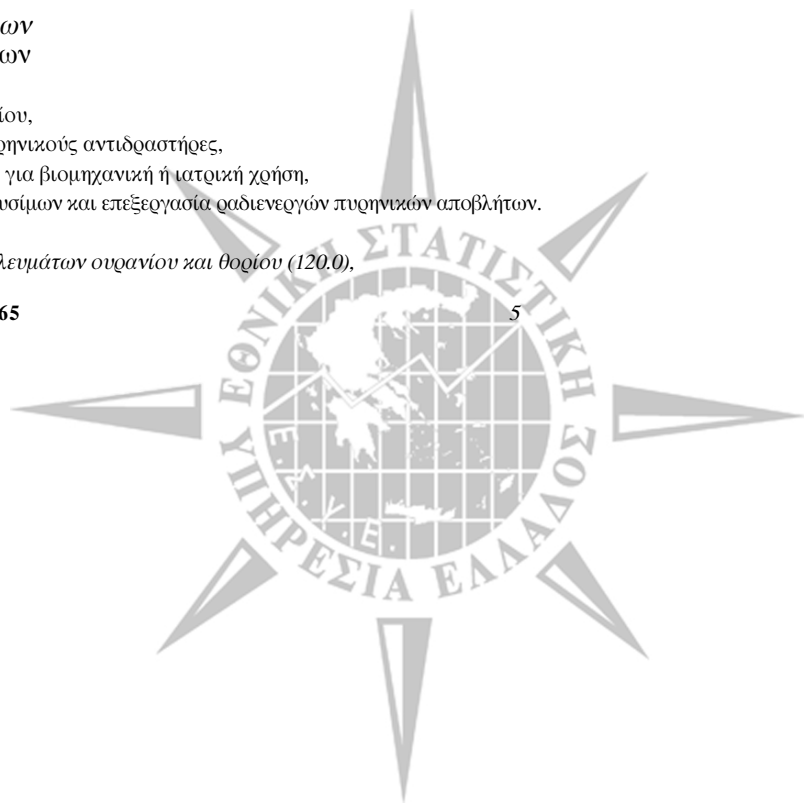 ων
ων
ίου,
ρηνικούς αντιδραστήρες,
για βιομηχανική ή ιατρική χρήση,
υσίμων και επεξεργασία ραδιενεργών πυρηνικών αποβλήτων.
λευμάτων ουρανίου και θορίου (120.0),
65 5
ΕΘΝΙΚΗ ΣΤΑΤΙΣΤΙΚΗ
ΥΠΗΡΕΣΙΑ ΕΛΛΑΔΟΣ
Ε.Σ.Υ.Ε.